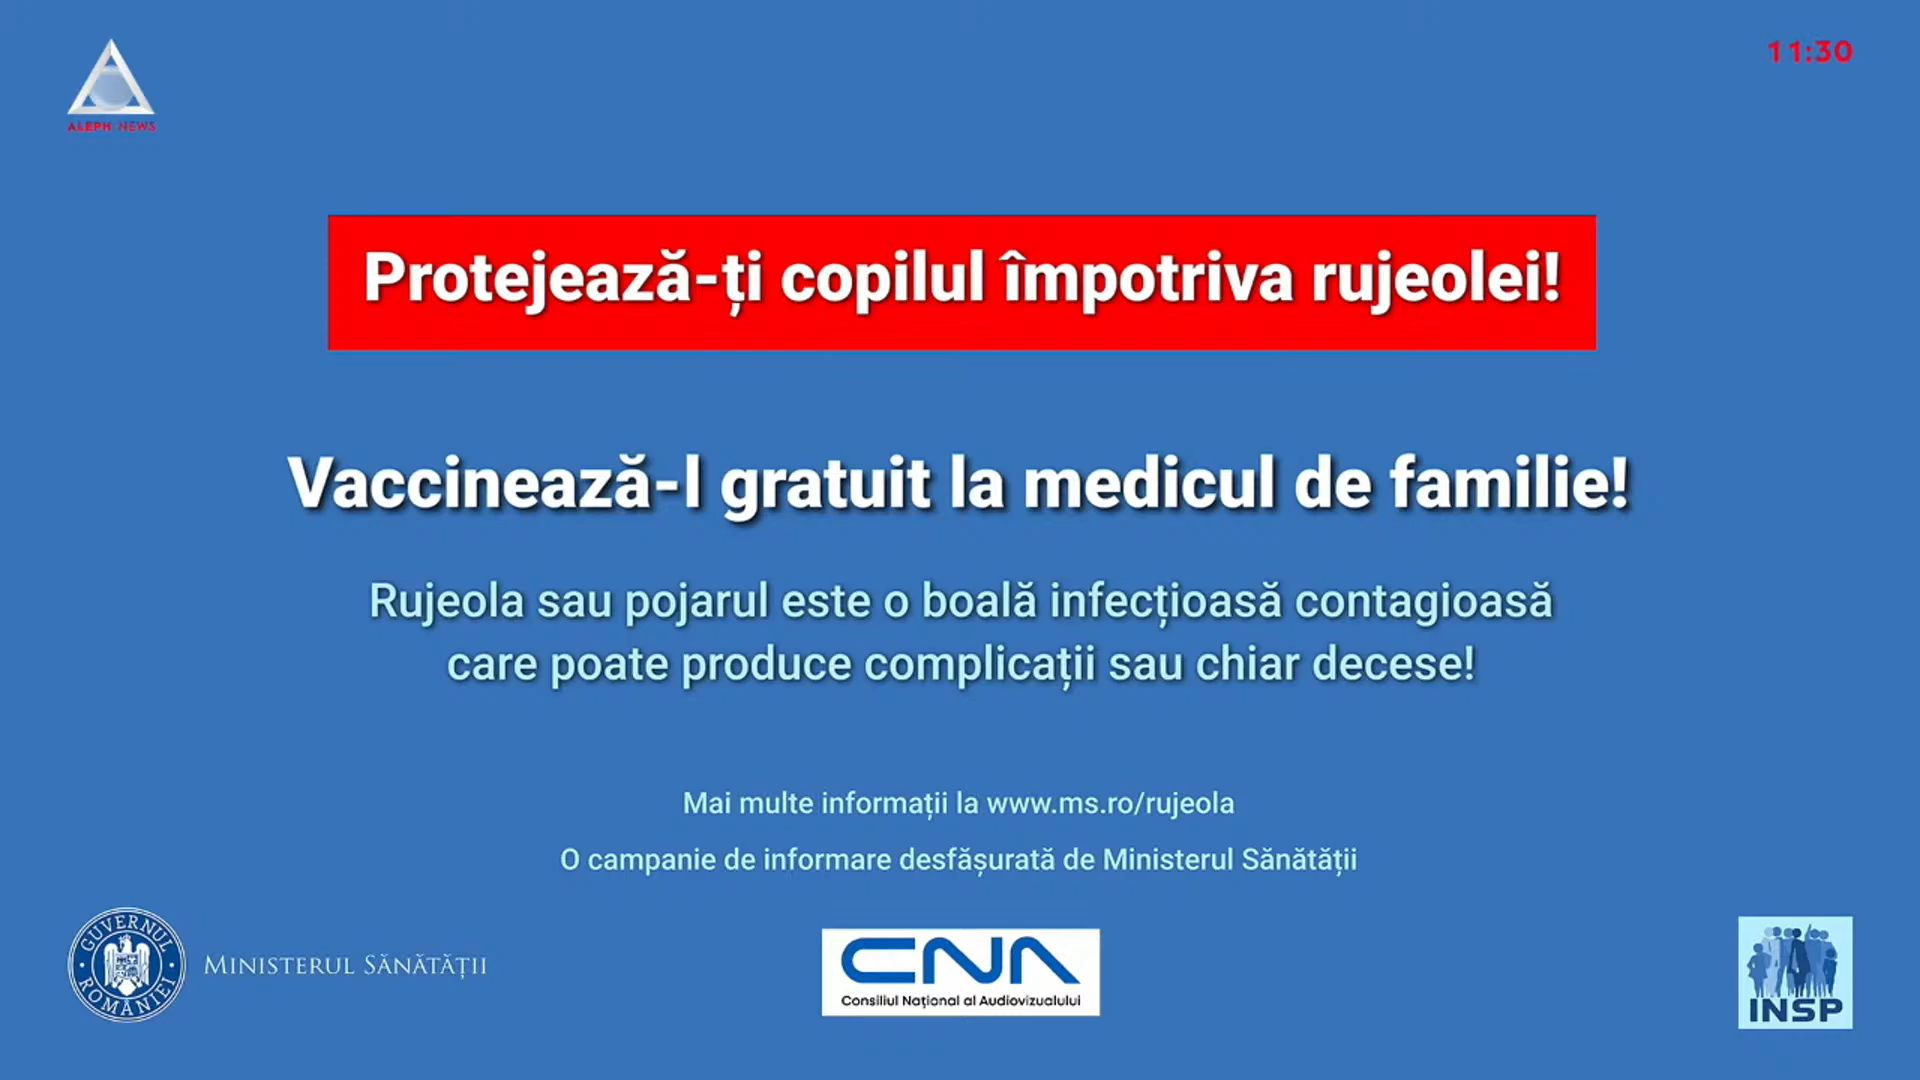 ALEPH NEWS
11:30
Protejează-ți copilul împotriva rujeolei!
Vaccinează-l gratuit la medicul de familie!
Rujeola sau pojarul este o boală infecțioasă contagioasă
care poate produce complicații sau chiar decese!
Mai multe informații la www.ms.ro/rujeola
O campanie de informare desfășurată de Ministerul Sănătății
GUVERNUL ROMÂNIEI
MINISTERUL SĂNĂTĂȚII
CNA
Consiliul Național al Audiovizualului
INSP